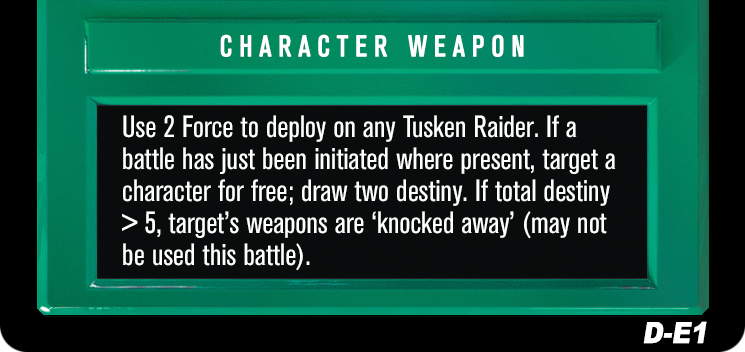 CHARACTER WEAPON
Use 2 Force to deploy on any Tusken Raider. If a
battle has just been initiated where present, target a
character for free; draw two destiny. If total destiny
> 5, target’s weapons are ‘knocked away’ (may not
be used this battle).
D-E1